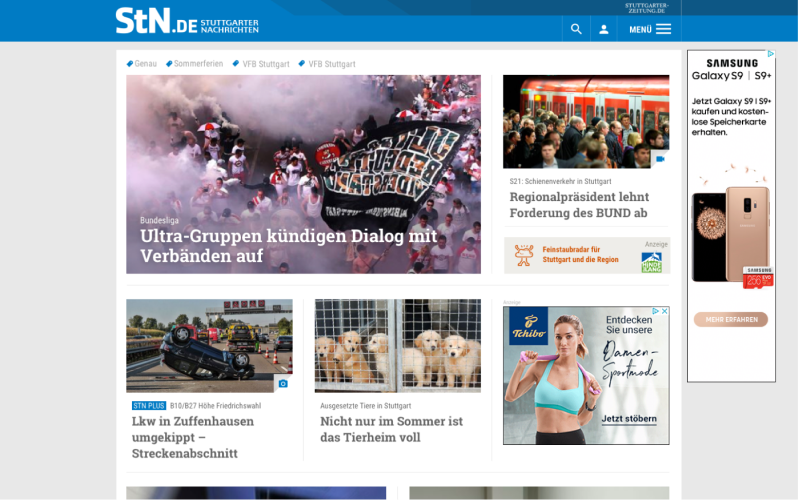 STUTTGARTER-
ZEITUNG.DE
StN.DE STUTTGARTER
NACHRICHTEN
MENÜ
Genau Sommerferien VFB Stuttgart VFB Stuttgart
Bundesliga
Ultra-Gruppen kündigen Dialog mit
Verbänden auf
S21: Schienenverkehr in Stuttgart
Regionalpräsident lehnt
Forderung des BUND ab
Anzeige
Feinstaubradar für
Stuttgart und die Region
STN PLUS B10/B27 Höhe Friedrichswahl
Lkw in Zuffenhausen
umgekippt –
Streckenabschnitt
Ausgesetzte Tiere in Stuttgart
Nicht nur im Sommer ist
das Tierheim voll
Anzeige
Tchibo
Entdecken
Sie unsere
Damen-
Sportmode
Jetzt stöbern
SAMSUNG
Galaxy S9 | S9+
Jetzt Galaxy S9 | S9+
kaufen und kosten-
lose Speicherkarte
erhalten.
SAMSUNG
256 EVO
MEHR ERFAHREN